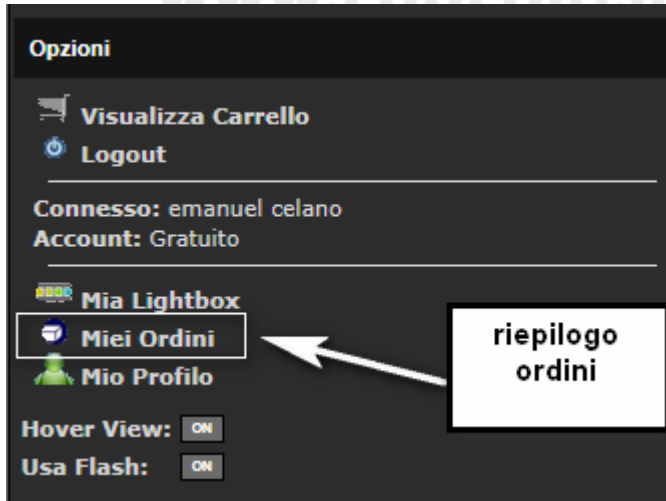 Opzioni
Visualizza Carrello
Logout
Connesso: emanuel celano
Account: Gratuito
Mia Lightbox
Miei Ordini
riepilogo
ordini
Mio Profilo
Hover View: ON
Usa Flash: ON